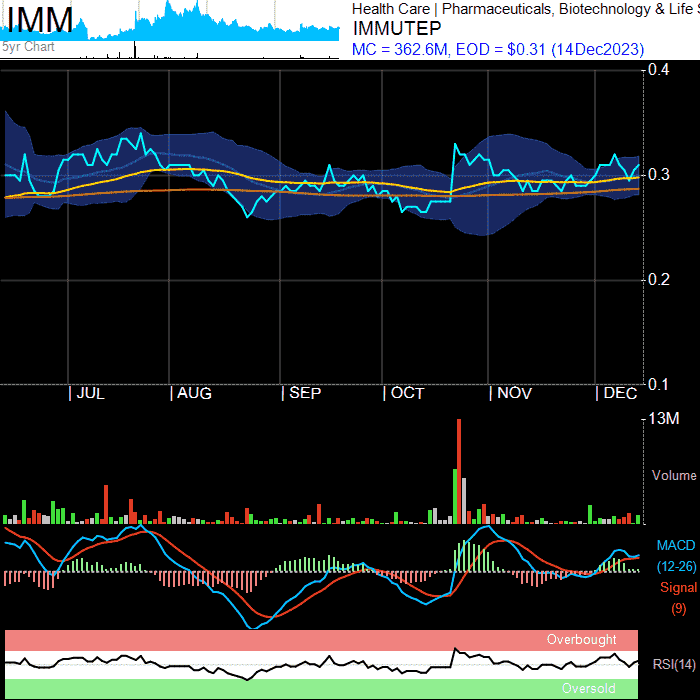 IMM
5yr Chart
Health Care | Pharmaceuticals, Biotechnology & Life S
IMMUTEP
MC = 362.6M, EOD = $0.31 (14Dec2023)
0.4
0.3
0.2
0.1
JUL AUG SEP OCT NOV DEC
13M
Volume
MACD
(12-26)
Signal
(9)
Overbought
RSI(14)
Oversold